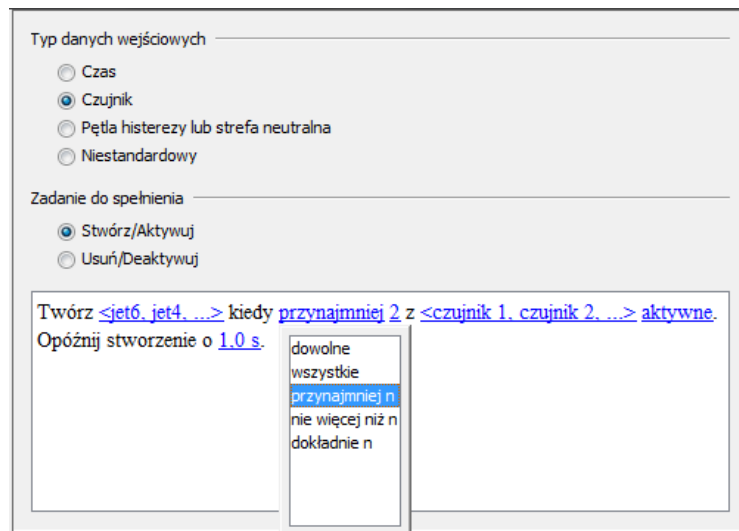 Typ danych wejściowych
Czas
Czujnik
Pętla histerezy lub strefa neutralna
Niestandardowy
Zadanie do spełnienia
Stwórz/Aktywuj
Usuń/Deaktywuj
Twórz <jet6, jet4, ...> kiedy przynajmniej 2 z <czujnik 1, czujnik 2, ...> aktywne.
Opóźnij stworzenie o 1,0 s.
dowolne
wszystkie
przynajmniej n
nie więcej niż n
dokładnie n